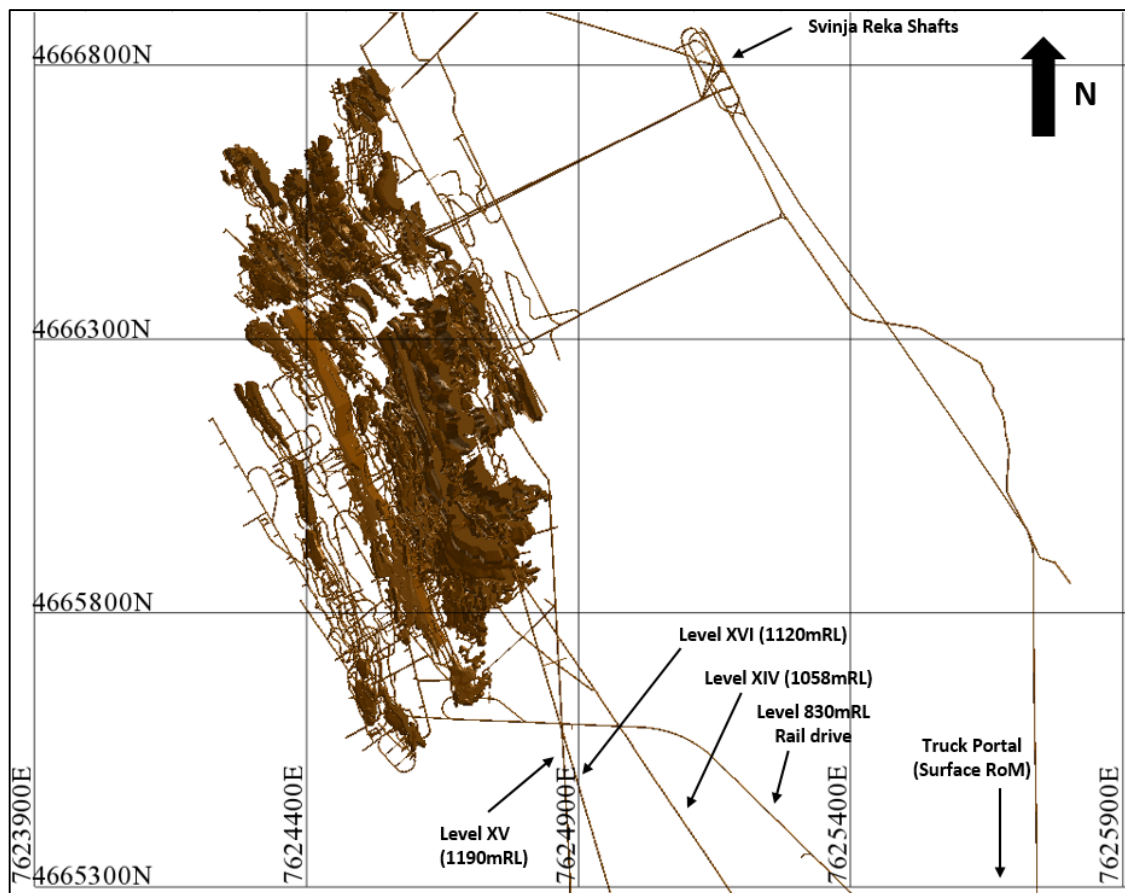 Svinja Reka Shafts
4666800N
N
4666300N
4665800N
Level XVI (1120mRL)
Level XIV (1058mRL)
Level 830mRL
Rail drive
Truck Portal
(Surface RoM)
Level XV
(1190mRL)
7623900E
7624400E
7624900E
7625400E
7625900E
4665300N